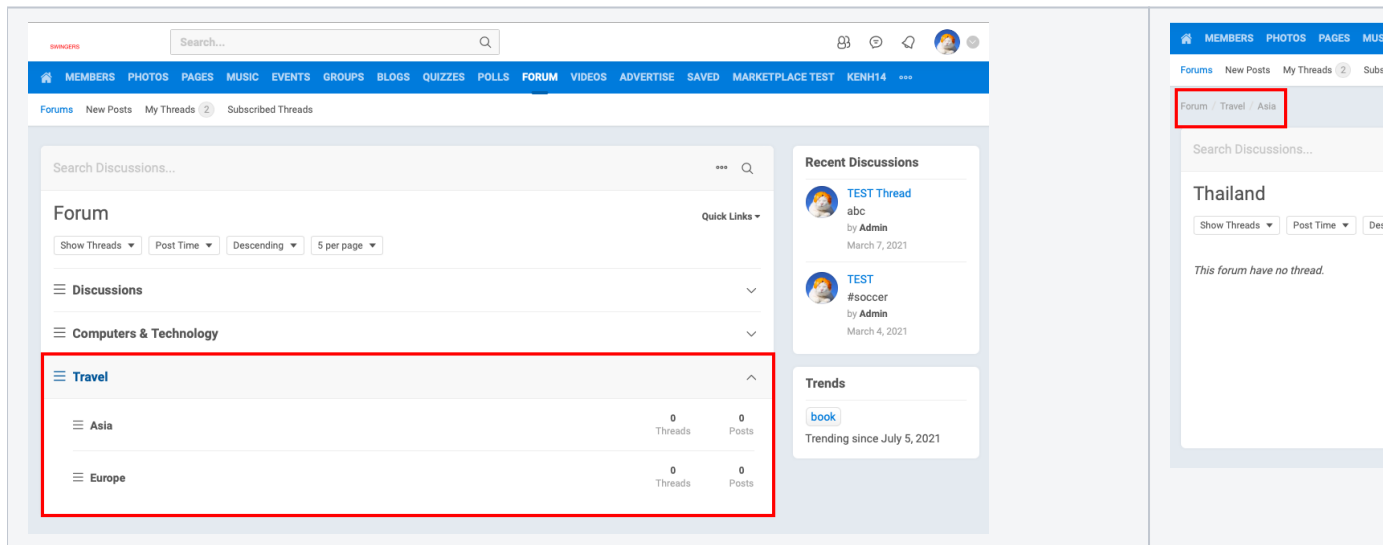 SWINGERS
Search...
MEMBERS PHOTOS PAGES MUSIC EVENTS GROUPS BLOGS QUIZZES POLLS FORUM VIDEOS ADVERTISE SAVED MARKETPLACE TEST KENH14
Forums New Posts My Threads 2 Subscribed Threads
Search Discussions...
Forum
Quick Links
Show Threads Post Time Descending 5 per page
Discussions
Computers & Technology
Travel
Asia 0 0
Threads Posts
Europe 0 0
Threads Posts
Recent Discussions
TEST Thread
abc
by Admin
March 7, 2021
TEST
#soccer
by Admin
March 4, 2021
Trends
book
Trending since July 5, 2021
MEMBERS PHOTOS PAGES MUS
Forums New Posts My Threads 2 Subs
Forum / Travel / Asia
Search Discussions...
Thailand
Show Threads Post Time Des
This forum have no thread.